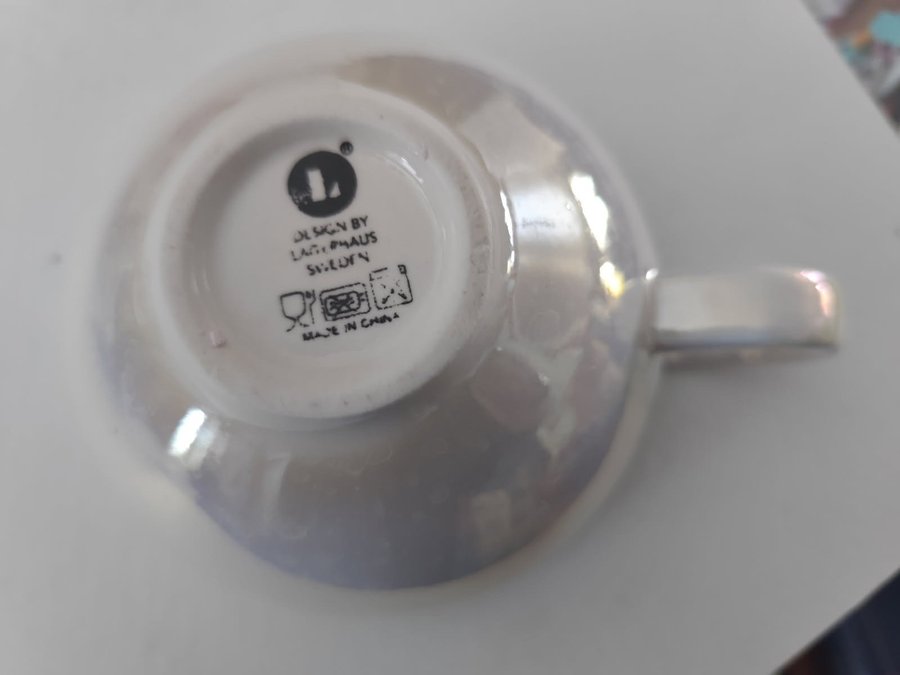 L®
DESIGN BY
LAGERHAUS
SWEDEN
MADE IN CHINA